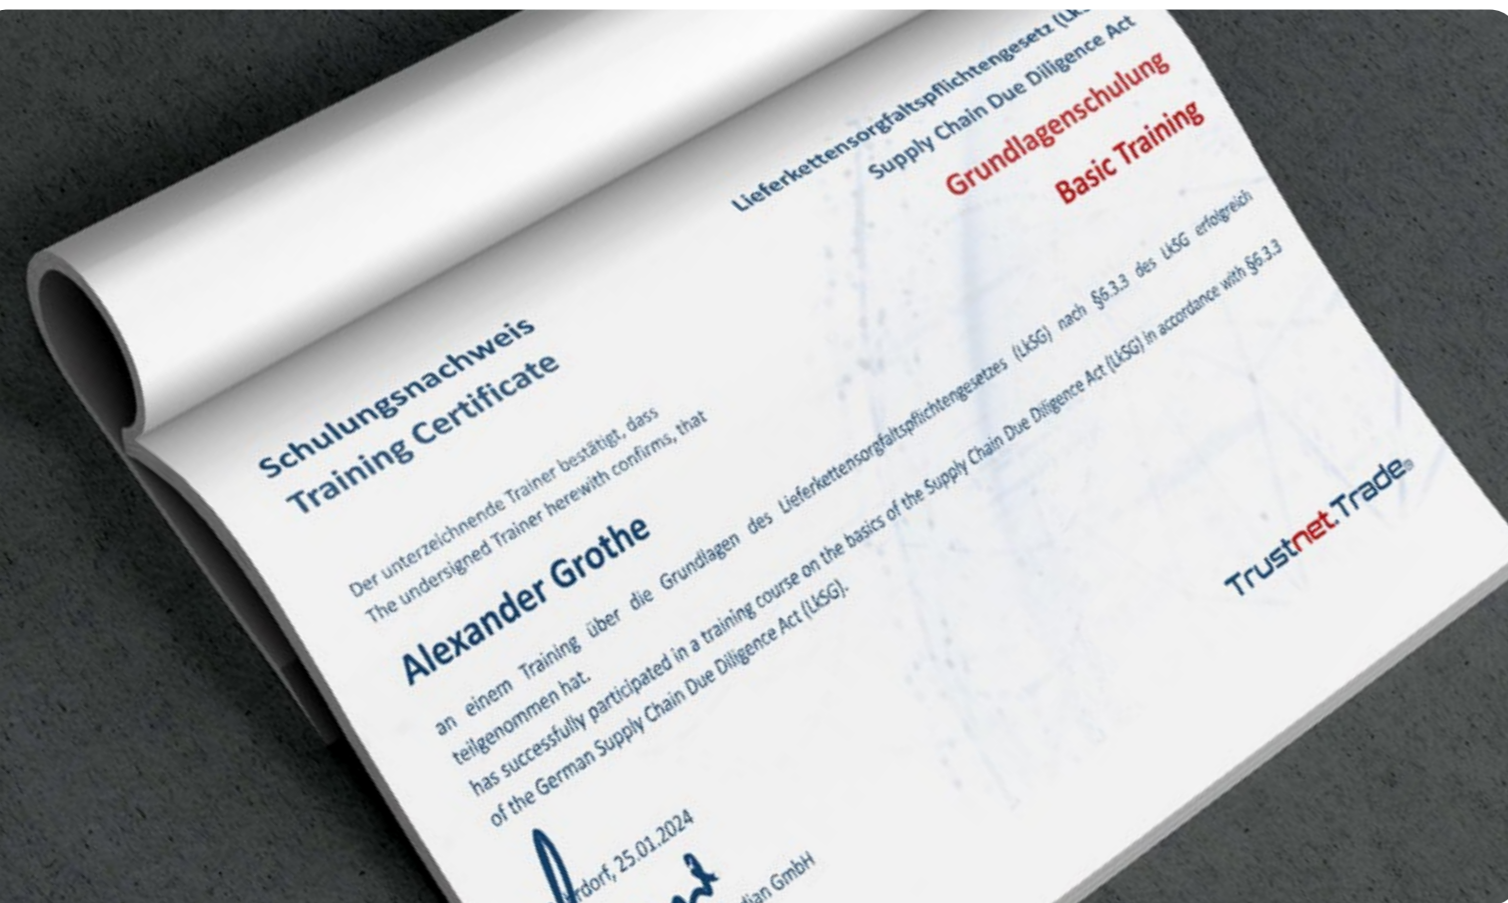 Lieferkettensorgfaltspflichtengesetz (Lk
Supply Chain Due Diligence Act
Grundlagenschulung
Basic Training
Schulungsnachweis
Training Certificate
Der unterzeichnende Trainer bestätigt, dass
The undersigned Trainer herewith confirms, that
Alexander Grothe
an einem Training über die Grundlagen des Lieferkettensorgfaltspflichtengesetzes (LkSG) nach §6.3.3 des LkSG erfolgreich
teilgenommen hat.
has successfully participated in a training course on the basics of the Supply Chain Due Diligence Act (LkSG) in accordance with §6.3.3
of the German Supply Chain Due Diligence Act (LkSG).
Trustnet.Trade®
rdorf, 25.01.2024
dian GmbH